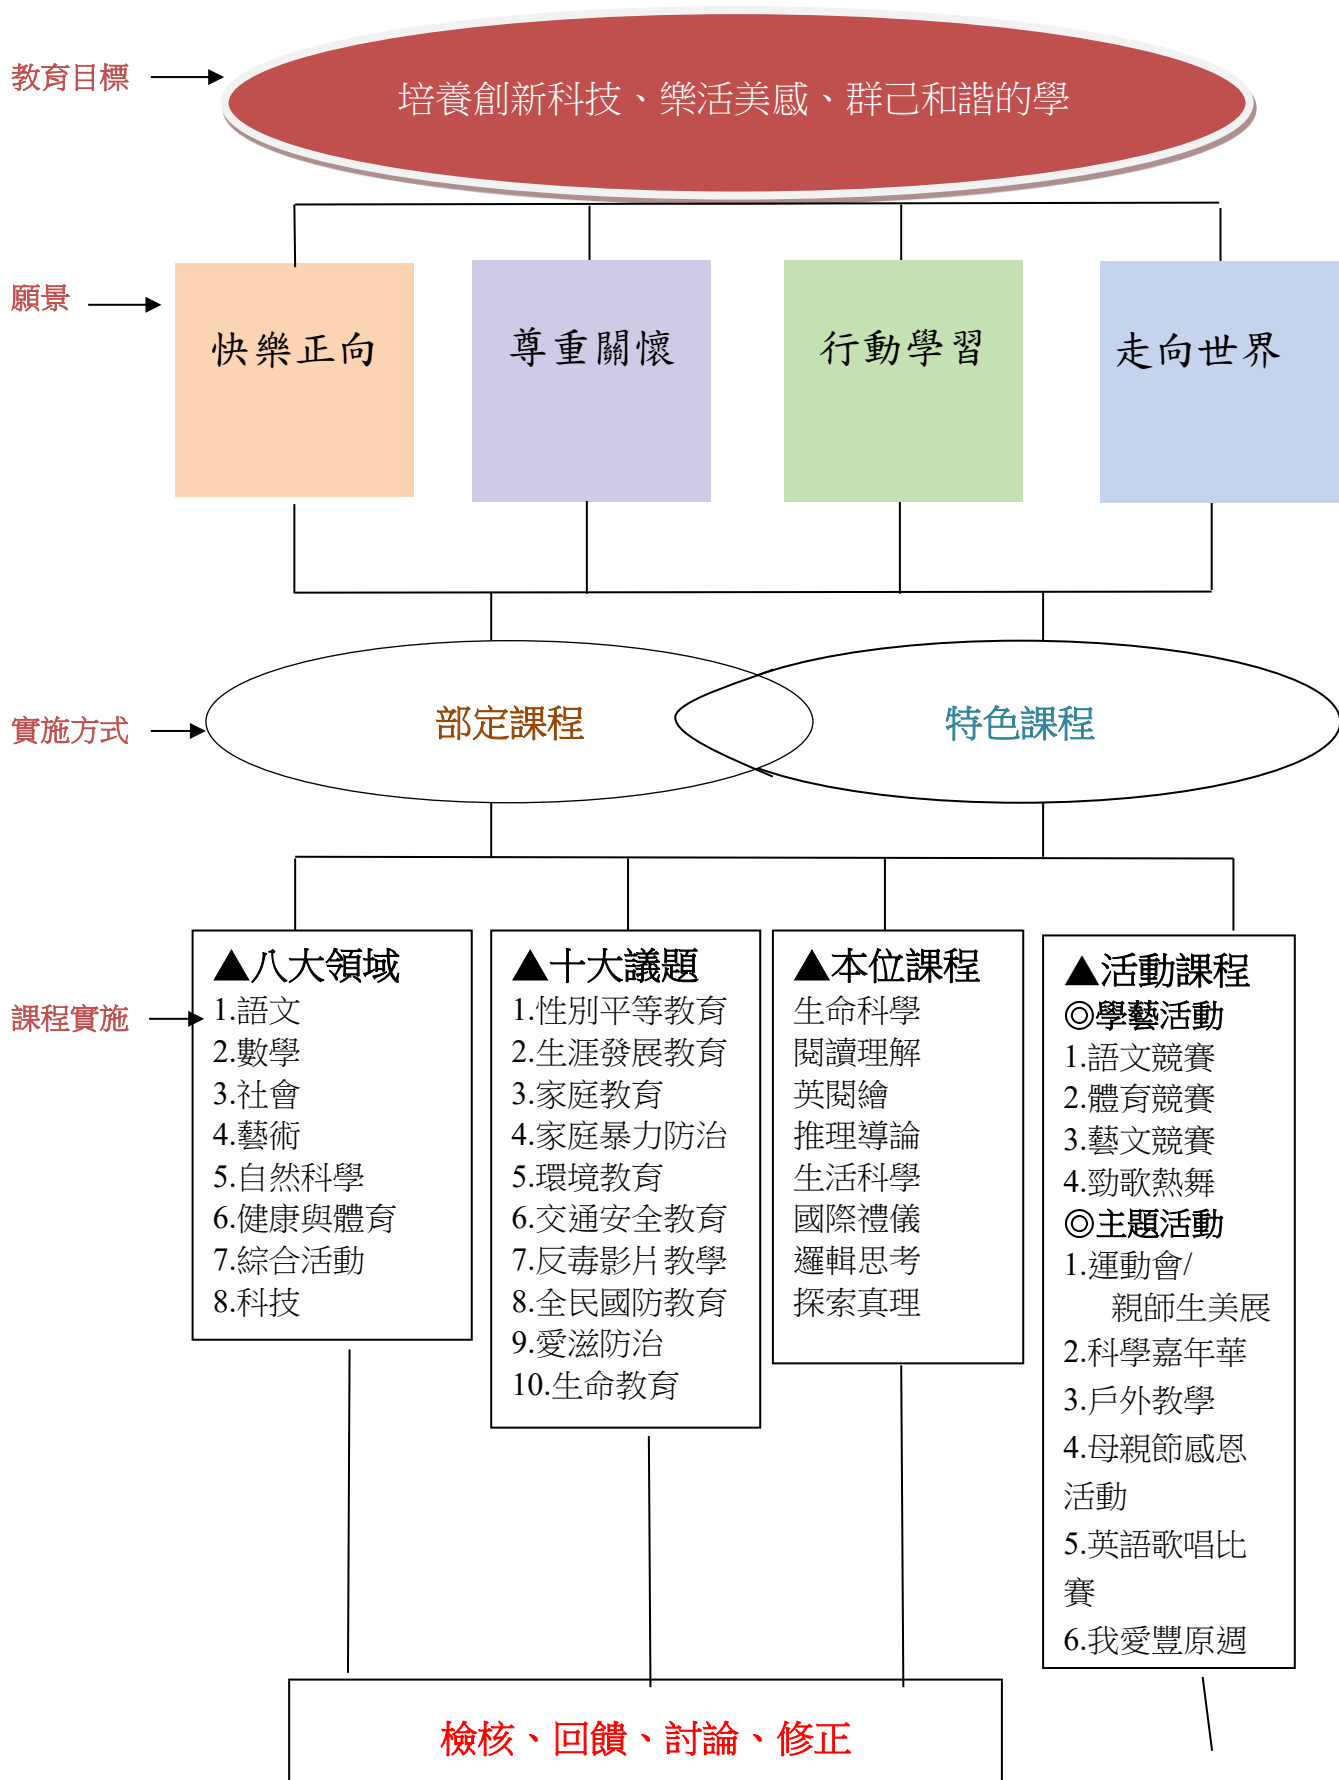 教育目標
培養創新科技、樂活美感、群己和諧的學
願景
快樂正向
尊重關懷
行動學習
走向世界
實施方式
部定課程
特色課程
課程實施
▲八大領域
1.語文
2.數學
3.社會
4.藝術
5.自然科學
6.健康與體育
7.綜合活動
8.科技
▲十大議題
1.性別平等教育
2.生涯發展教育
3.家庭教育
4.家庭暴力防治
5.環境教育
6.交通安全教育
7.反毒影片教學
8.全民國防教育
9.愛滋防治
10.生命教育
▲本位課程
生命科學
閱讀理解
英閱繪
推理導論
生活科學
國際禮儀
邏輯思考
探索真理
▲活動課程
◎學藝活動
1.語文競賽
2.體育競賽
3.藝文競賽
4.勁歌熱舞
◎主題活動
1.運動會/
親師生美展
2.科學嘉年華
3.戶外教學
4.母親節感恩
活動
5.英語歌唱比
賽
6.我愛豐原週
檢核、回饋、討論、修正